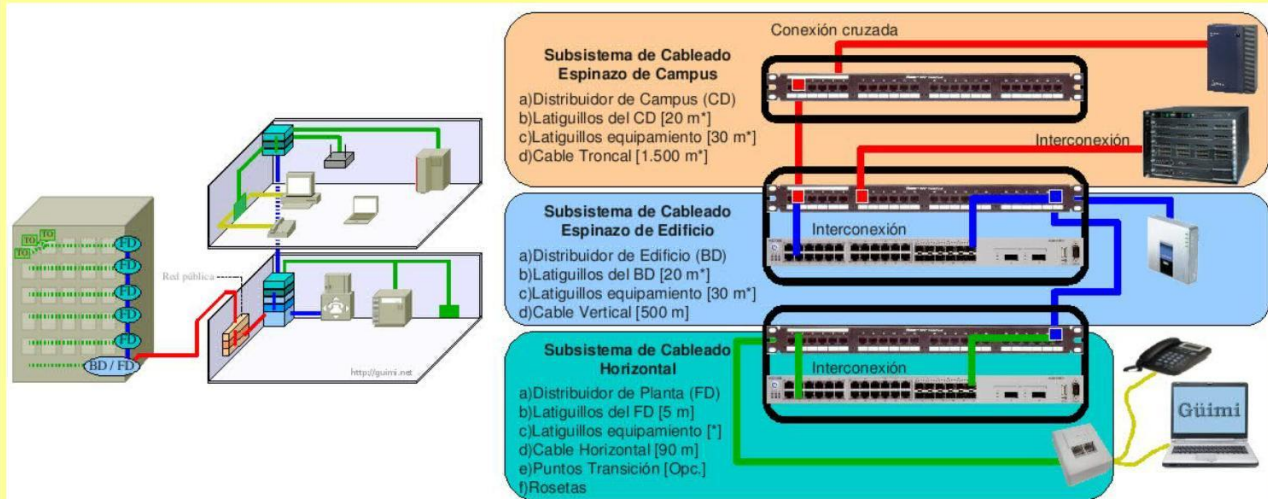 Conexión cruzada
Subsistema de Cableado
Espinazo de Campus
a)Distribuidor de Campus (CD)
b)Latiguillos del CD [20 m*]
c)Latiguillos equipamiento [30 m*]
d)Cable Troncal [1.500 m*]
Interconexión
Subsistema de Cableado
Espinazo de Edificio
Interconexión
a)Distribuidor de Edificio (BD)
b)Latiguillos del BD [20 m*]
c)Latiguillos equipamiento [30 m*]
d)Cable Vertical [500 m]
Subsistema de Cableado
Horizontal
Interconexión
a)Distribuidor de Planta (FD)
b)Latiguillos del FD [5 m]
c)Latiguillos equipamiento [*]
d)Cable Horizontal [90 m]
e)Puntos Transición [Opc.]
f)Rosetas
Güimi
TO
TO
TO
FD
FD
FD
FD
FD
BD / FD
Red pública
http://guimi.net